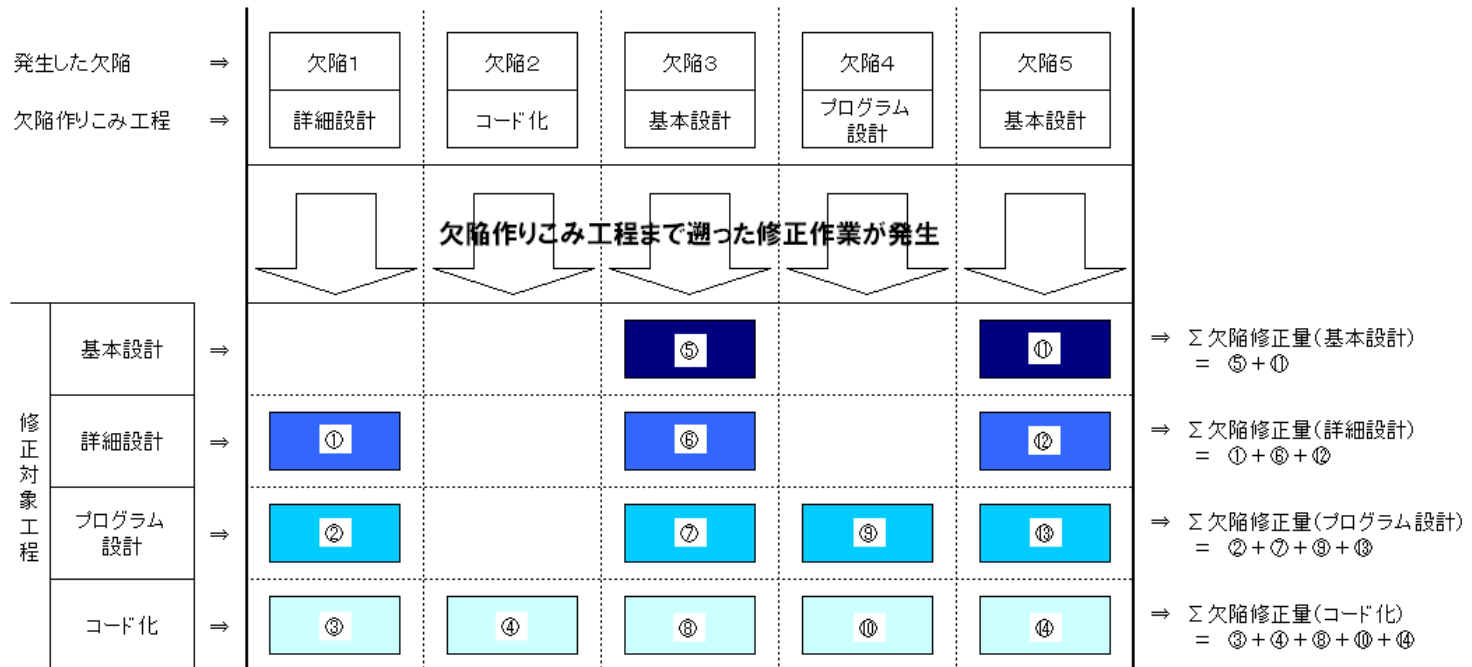 発生した欠陥 ⇒ 欠陥1 欠陥2 欠陥3 欠陥4 欠陥5
欠陥作りこみ工程 ⇒ 詳細設計 コード化 基本設計 プログラム 基本設計
設計
欠陥作りこみ工程まで遡った修正作業が発生
修正対象工程
基本設計 ⇒ ⑤ ⑪ ⇒ Σ欠陥修正量(基本設計)
= ⑤+⑪
詳細設計 ⇒ ① ⑥ ⑫ ⇒ Σ欠陥修正量(詳細設計)
= ①+⑥+⑫
プログラム
設計 ⇒ ② ⑦ ⑨ ⑬ ⇒ Σ欠陥修正量(プログラム設計)
= ②+⑦+⑨+⑬
コード化 ⇒ ③ ④ ⑧ ⑩ ⑭ ⇒ Σ欠陥修正量(コード化)
= ③+④+⑧+⑩+⑭